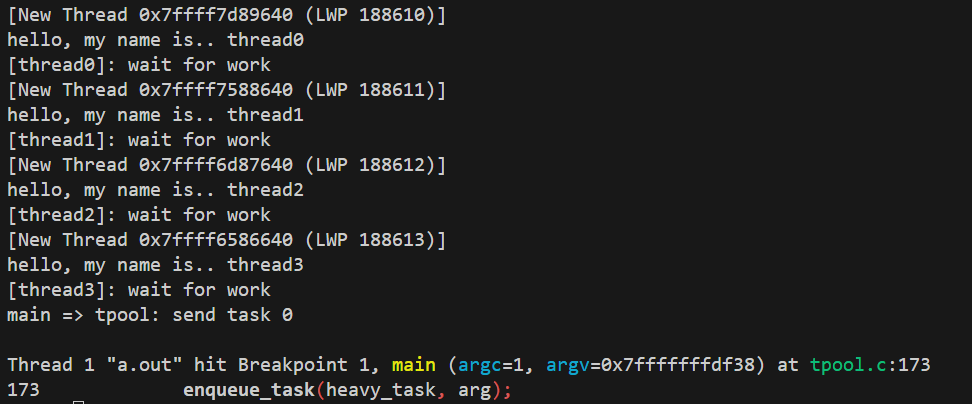 [New Thread 0x7ffff7d89640 (LWP 188610)]
hello, my name is.. thread0
[thread0]: wait for work
[New Thread 0x7ffff7588640 (LWP 188611)]
hello, my name is.. thread1
[thread1]: wait for work
[New Thread 0x7ffff6d87640 (LWP 188612)]
hello, my name is.. thread2
[thread2]: wait for work
[New Thread 0x7ffff6586640 (LWP 188613)]
hello, my name is.. thread3
[thread3]: wait for work
main => tpool: send task 0
Thread 1 "a.out" hit Breakpoint 1, main (argc=1, argv=0x7fffffffdf38) at tpool.c:173
173 enqueue_task(heavy_task, arg);